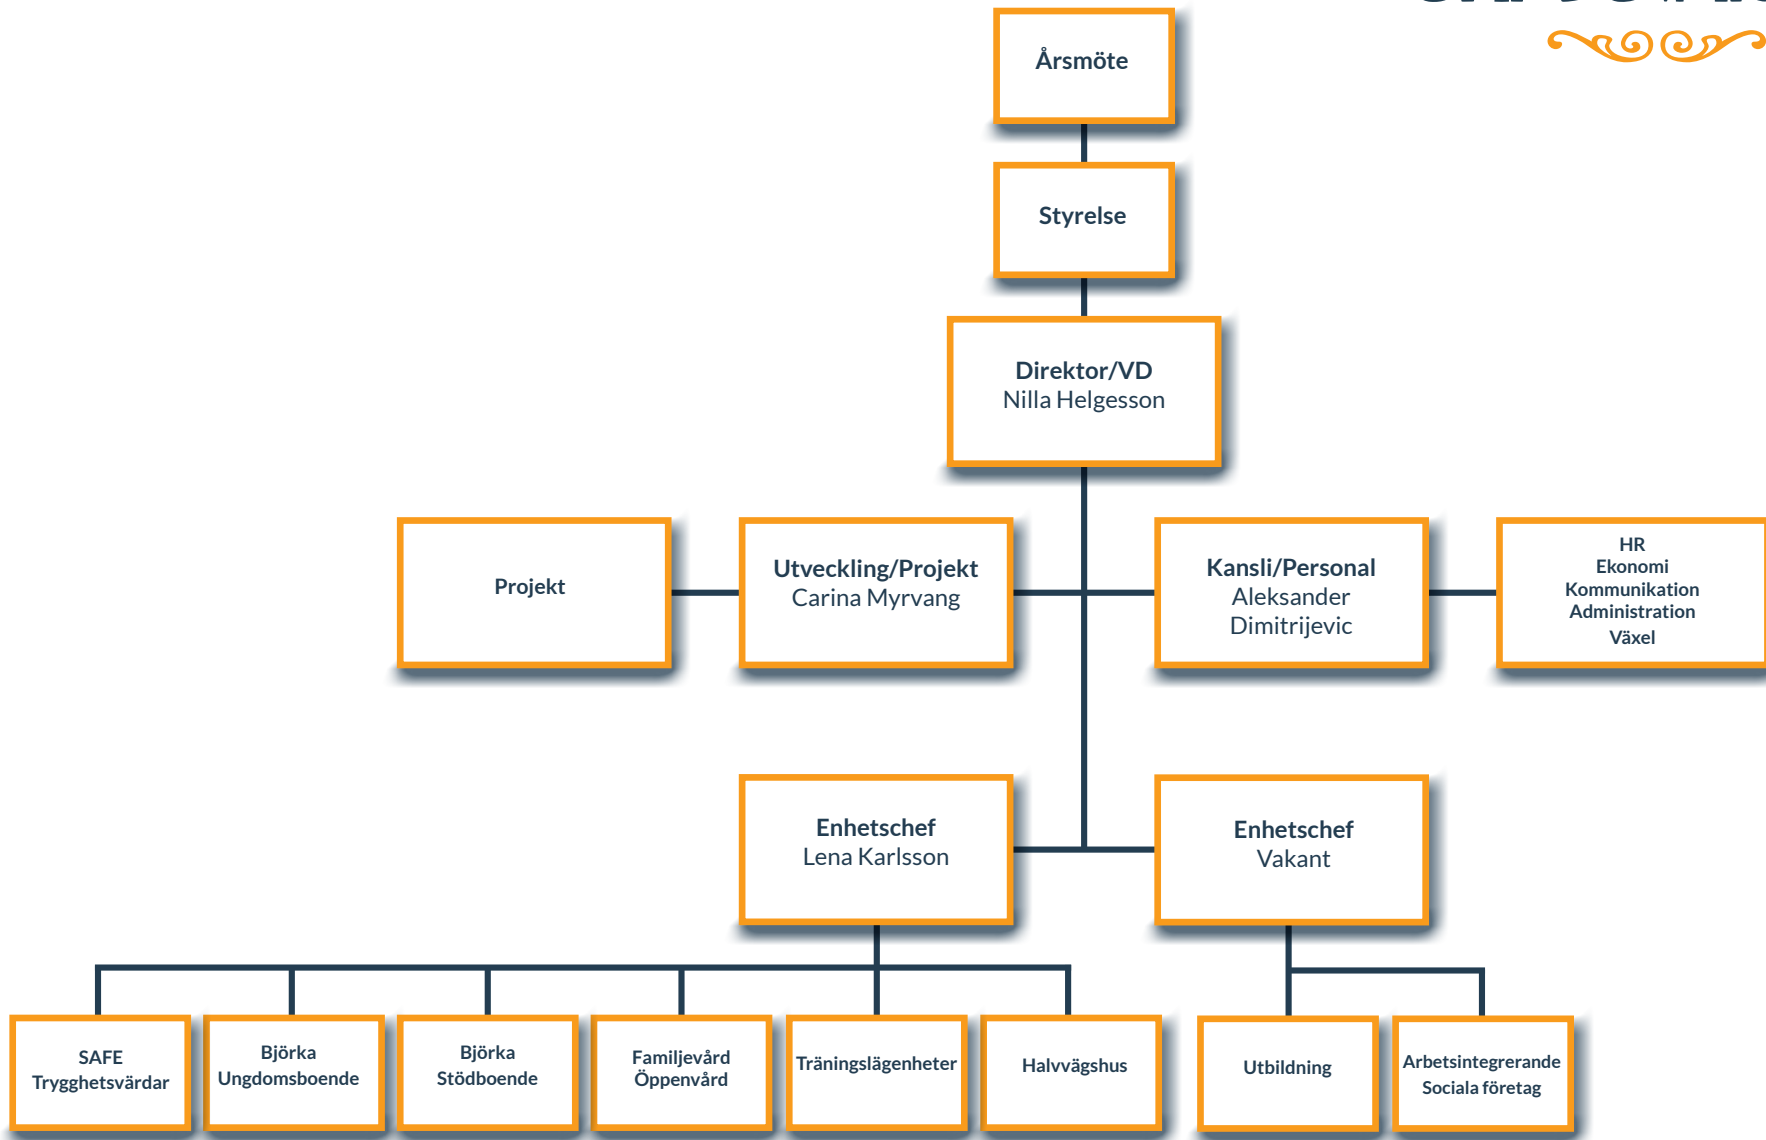 Årsmöte
Styrelse
Direktor/VD
Nilla Helgesson
Projekt
Utveckling/Projekt
Carina Myrvang
Kansli/Personal
Aleksander
Dimitrijevic
HR
Ekonomi
Kommunikation
Administration
Växel
Enhetschef
Lena Karlsson
Enhetschef
Vakant
SAFE
Trygghetsvärdar
Björka
Ungdomsboende
Björka
Stödboende
Familjevård
Öppenvård
Träningslägenheter
Halvvägshus
Utbildning
Arbetsintegrerande
Sociala företag